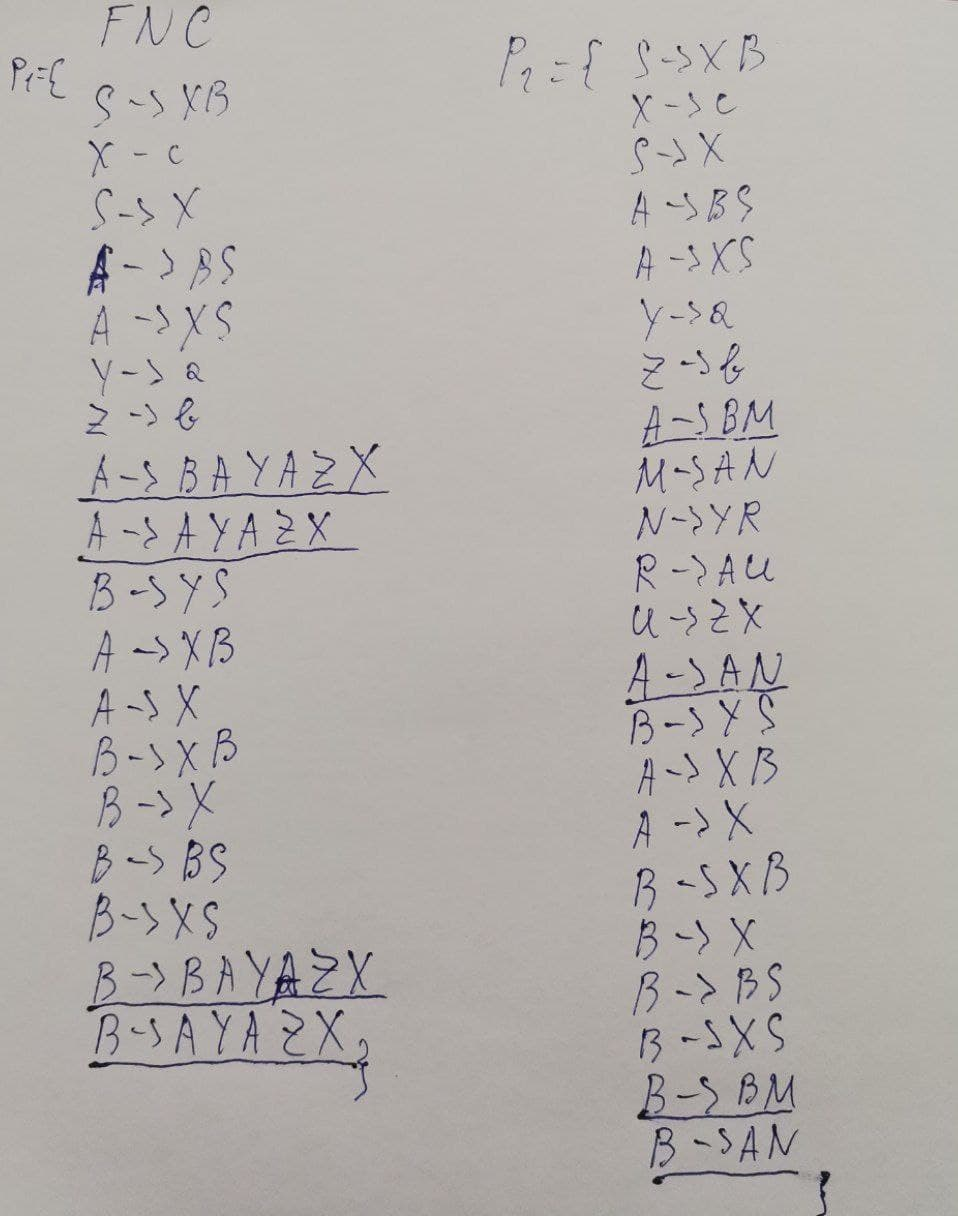 FNC
P₁={
S->XB
X-c
S->X
A->BS
A->XS
Y->a
Z->b
A->BAYAZX
A->AYAZX
B->YS
A->XB
A->X
B->XB
B->X
B->BS
B->XS
B->BAYAZX
B->AYAZX}
P₂={ S->XB
X->c
S->X
A->BS
A->XS
Y->a
Z->b
A->BM
M->AN
N->YR
R->AU
U->ZX
A->AN
B->YS
A->XB
A->X
B->XB
B->X
B->BS
B->XS
B->BM
B->AN
}